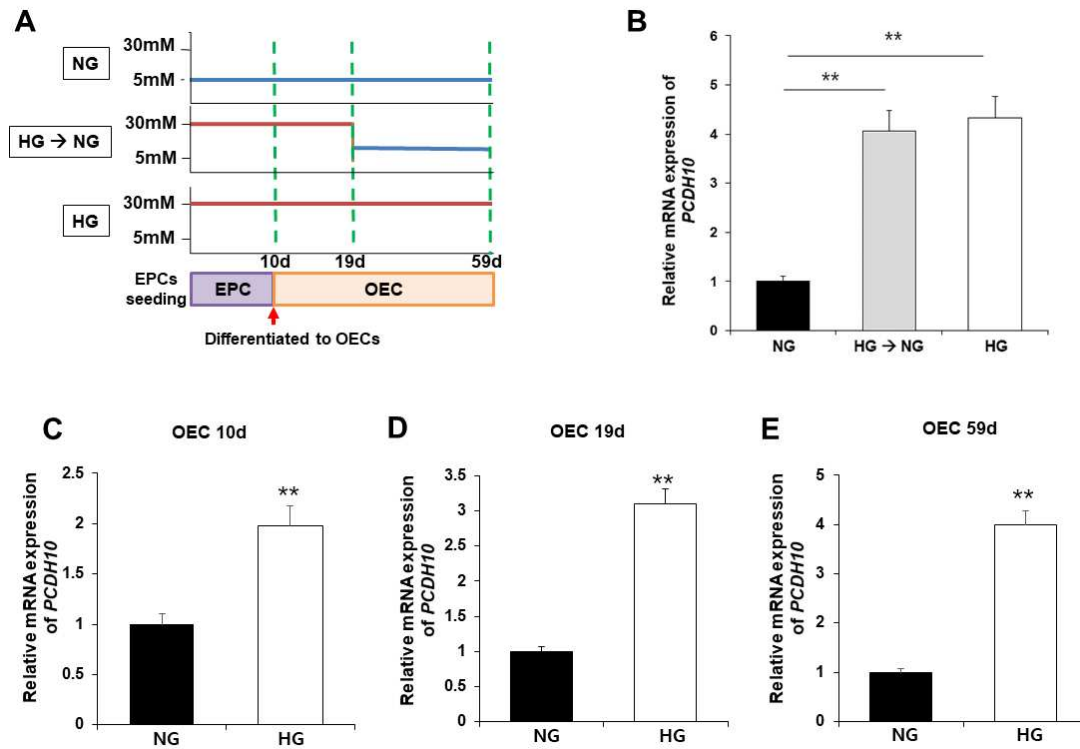 A
NG
30mM
5mM
HG → NG
30mM
5mM
HG
30mM
5mM
10d
19d
59d
EPCs
seeding
EPC
OEC
Differentiated to OECs
B
Relative mRNA expression of
PCDH10
6
5
4
3
2
1
0
**
**
NG
HG → NG
HG
C
OEC 10d
Relative mRNA expression
of PCDH10
2.5
2
1.5
1
0.5
0
**
NG
HG
D
OEC 19d
Relative mRNA expression
of PCDH10
3.5
3
2.5
2
1.5
1
0.5
0
**
NG
HG
E
OEC 59d
Relative mRNA expression
of PCDH10
5
4
3
2
1
0
**
NG
HG